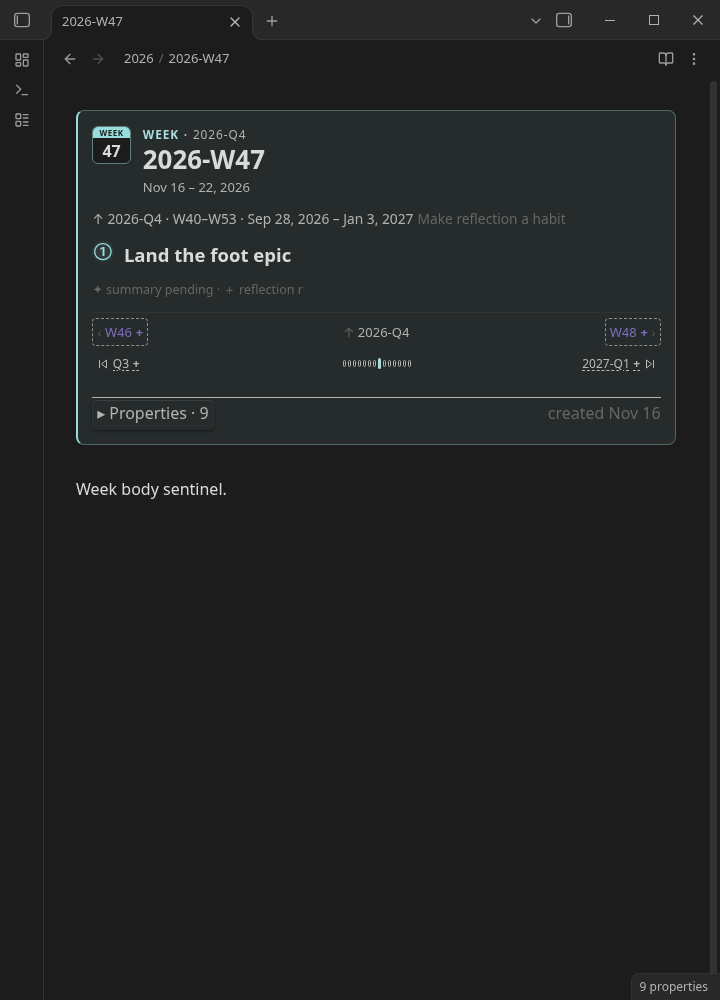 2026-W47
2026 / 2026-W47
WEEK
47
WEEK · 2026-Q4
2026-W47
Nov 16 – 22, 2026
↑ 2026-Q4 · W40–W53 · Sep 28, 2026 – Jan 3, 2027 Make reflection a habit
1 Land the foot epic
✦ summary pending · + reflection r
‹ W46 + ↑ 2026-Q4 W48 + ›
Q3 + 2027-Q1 +
▸ Properties · 9 created Nov 16
Week body sentinel.
9 properties